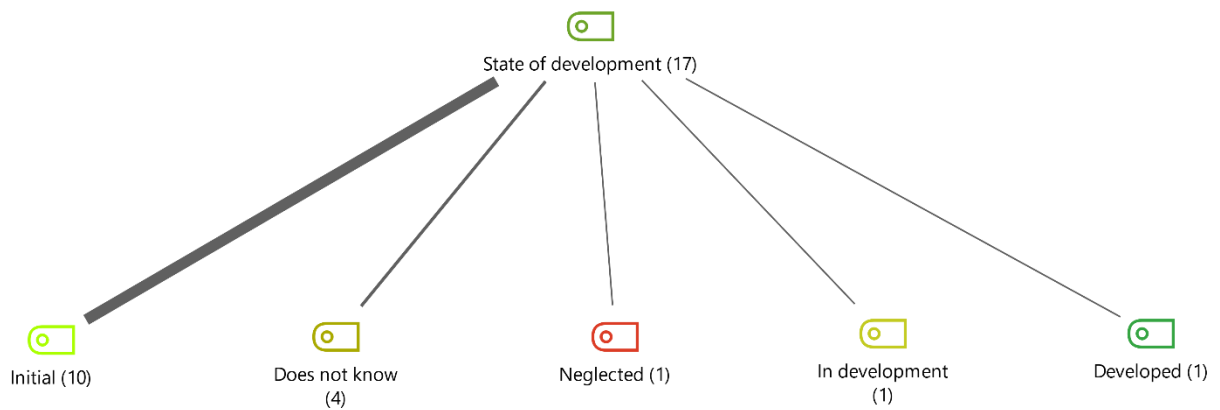 State of development (17)
Initial (10)
Does not know
(4)
Neglected (1)
In development
(1)
Developed (1)